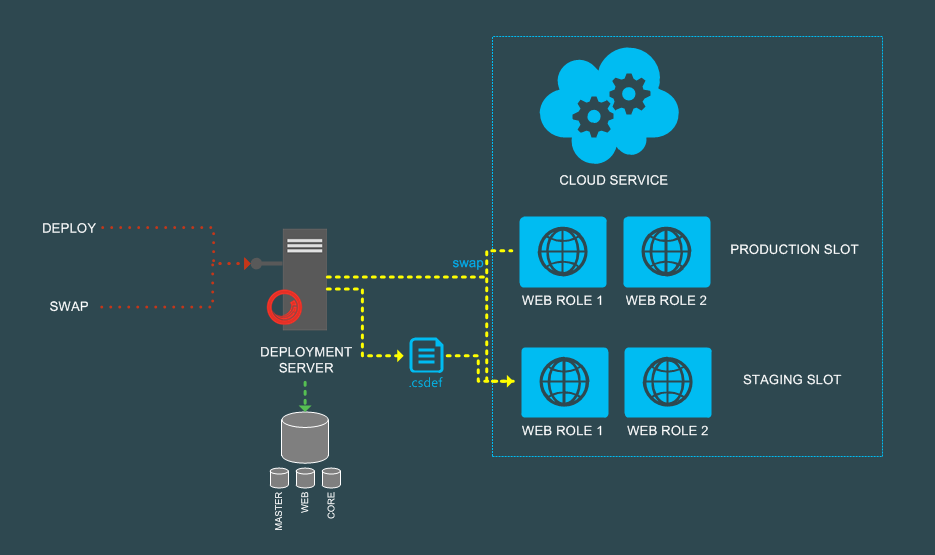 CLOUD SERVICE
DEPLOY
SWAP
swap
PRODUCTION SLOT
WEB ROLE 1
WEB ROLE 2
DEPLOYMENT
SERVER
.csdef
STAGING SLOT
WEB ROLE 1
WEB ROLE 2
MASTER
WEB
CORE